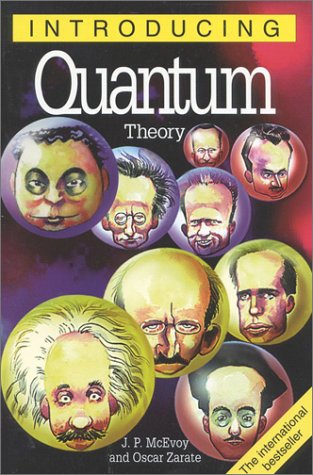 INTRODUCING
Quantum
Theory
J. P. McEvoy
and Oscar Zarate
The international
bestseller